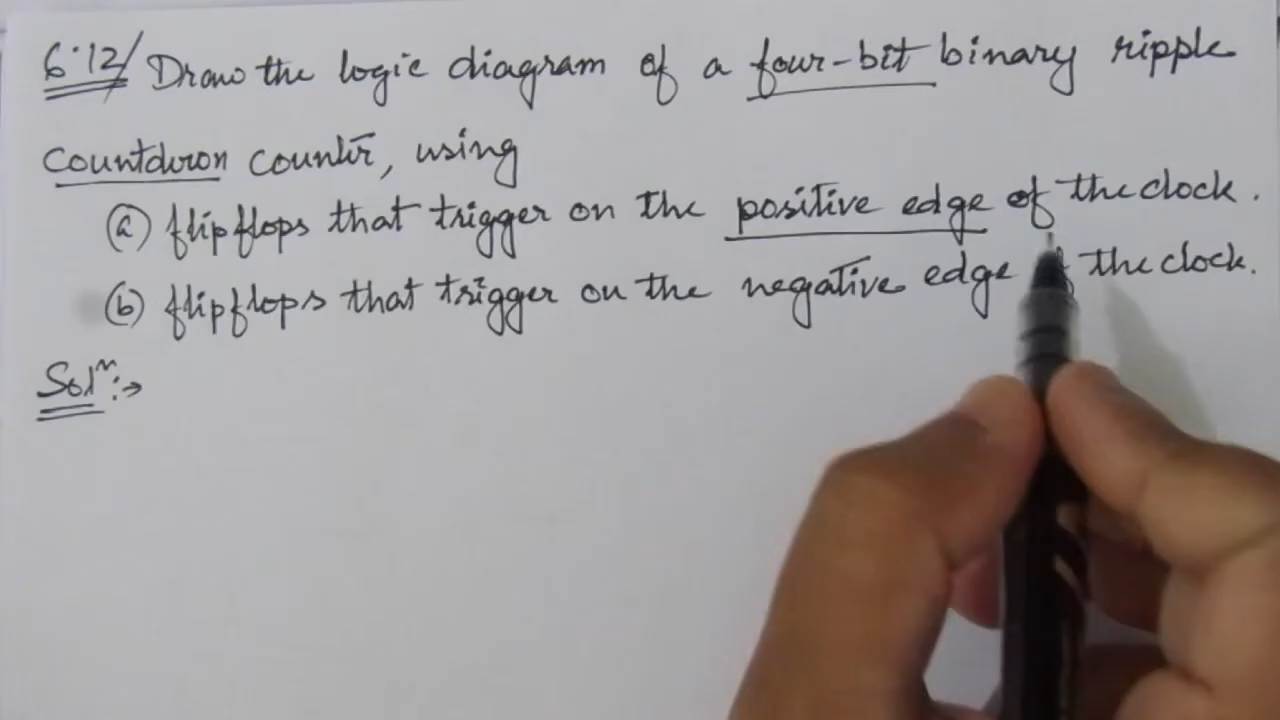 6.12/ Draw the logic diagram of a four-bit binary ripple
countdown counter, using
(a) flipflops that trigger on the positive edge of the clock.
(b) flipflops that trigger on the negative edge the clock.
Solⁿ:→